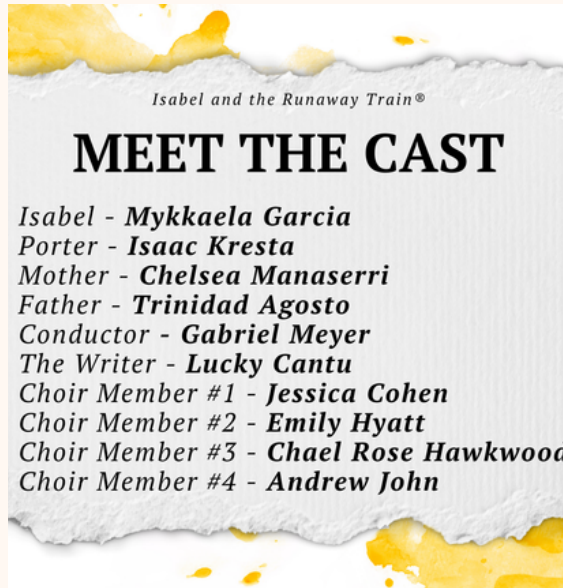 Isabel and the Runaway Train®
MEET THE CAST
Isabel - Mykkaela Garcia
Porter - Isaac Kresta
Mother - Chelsea Manaserri
Father - Trinidad Agosto
Conductor - Gabriel Meyer
The Writer - Lucky Cantu
Choir Member #1 - Jessica Cohen
Choir Member #2 - Emily Hyatt
Choir Member #3 - Chael Rose Hawkwood
Choir Member #4 - Andrew John